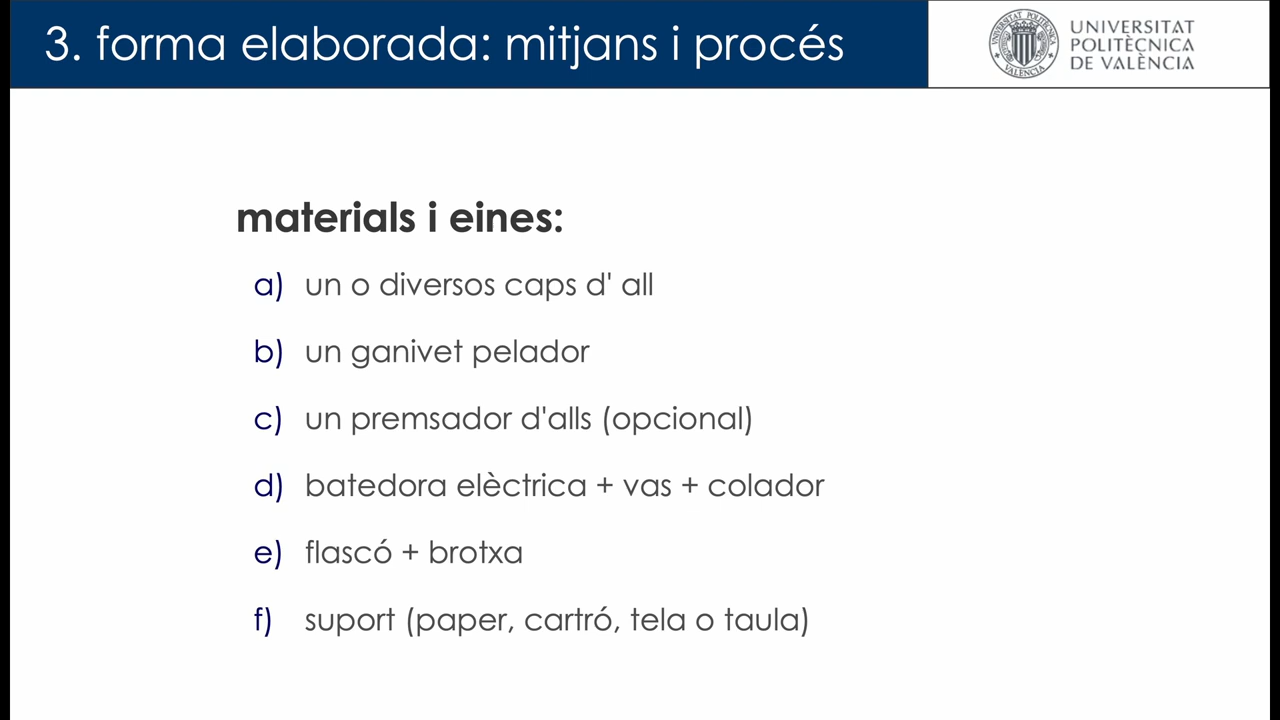 3. forma elaborada: mitjans i procés
UNIVERSITAT
POLITÈCNICA
DE VALÈNCIA
materials i eines:
a) un o diversos caps d' all
b) un ganivet pelador
c) un premsador d'alls (opcional)
d) batedora elèctrica + vas + colador
e) flascó + brotxa
f) suport (paper, cartró, tela o taula)